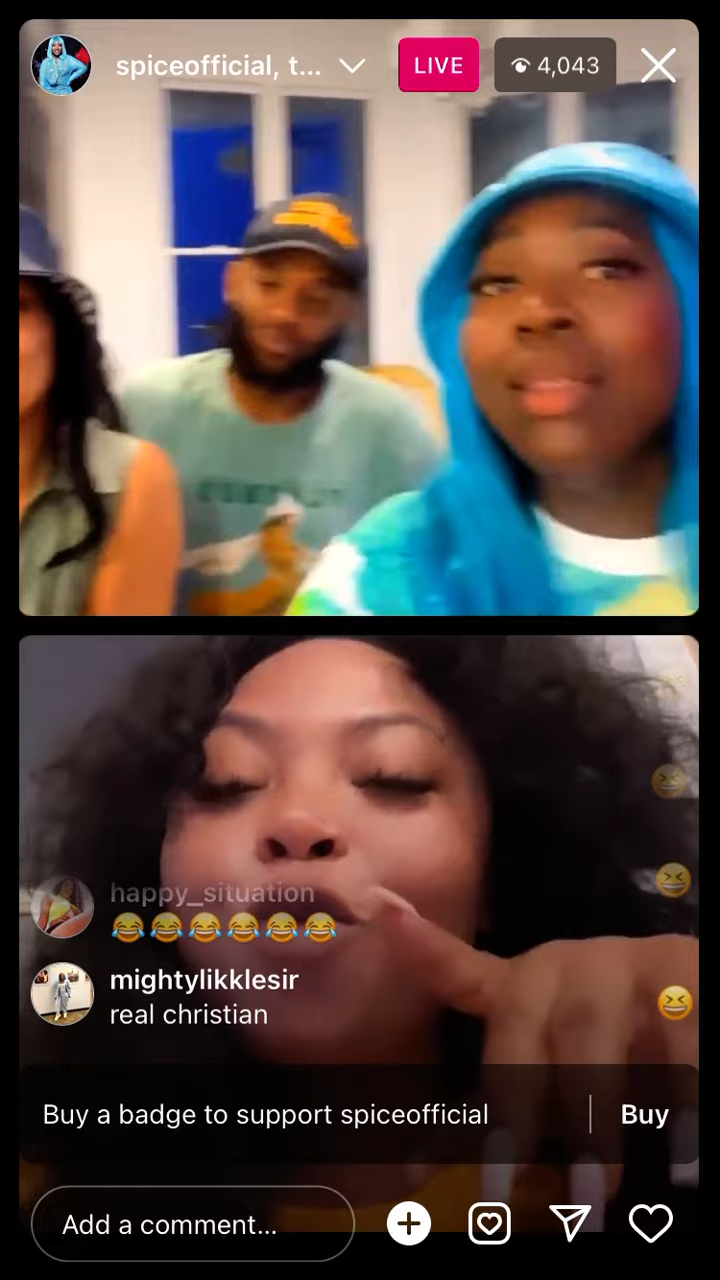 spiceofficial, t...
LIVE
4,043
happy_situation
😂😂😂😂😂😂
mightylikklesir
real christian
Buy a badge to support spiceofficial
Buy
Add a comment...